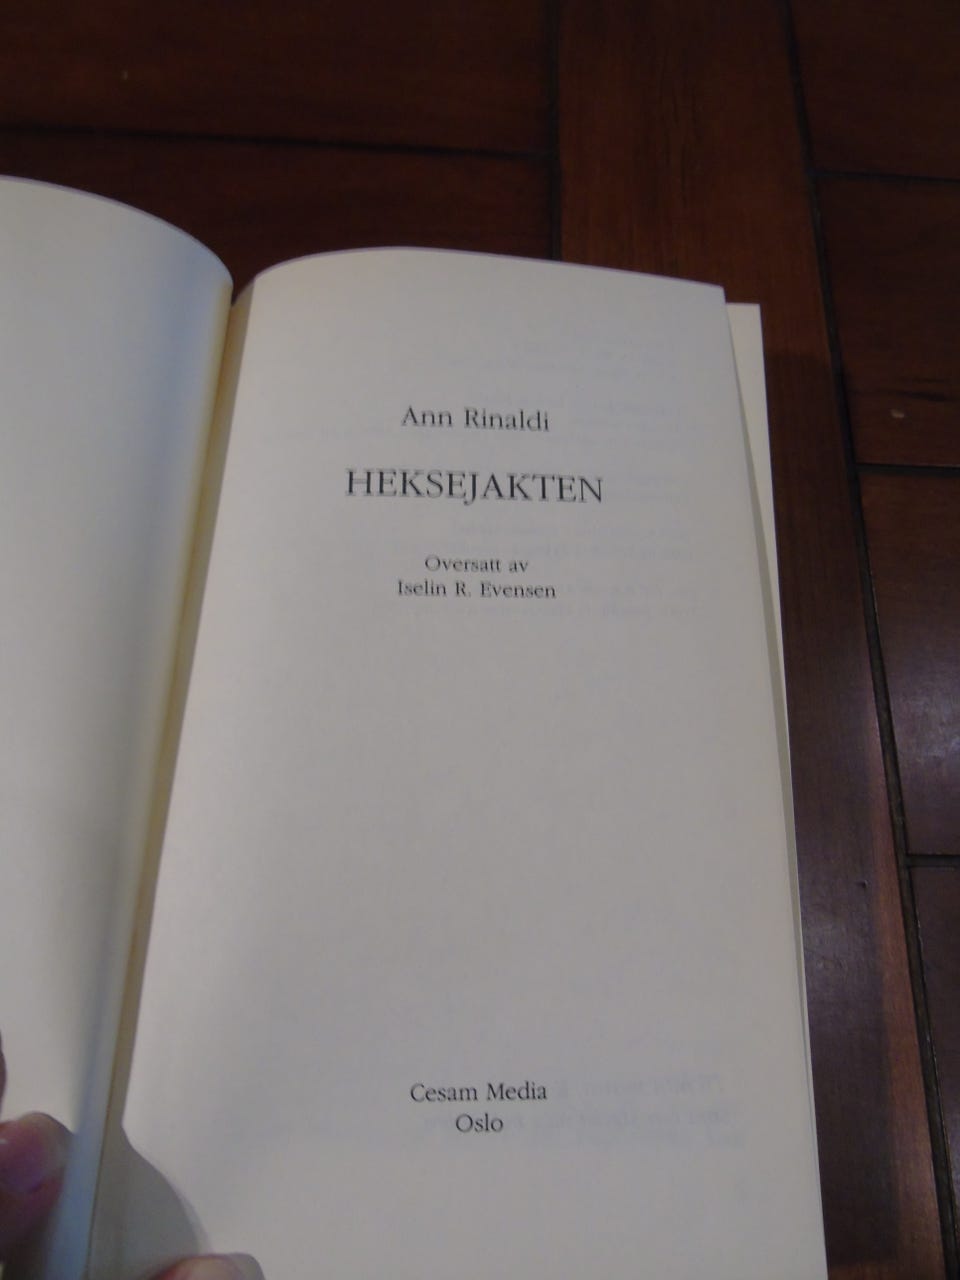 Ann Rinaldi
HEKSEJAKTEN
Oversatt av
Iselin R. Evensen
Cesam Media
Oslo